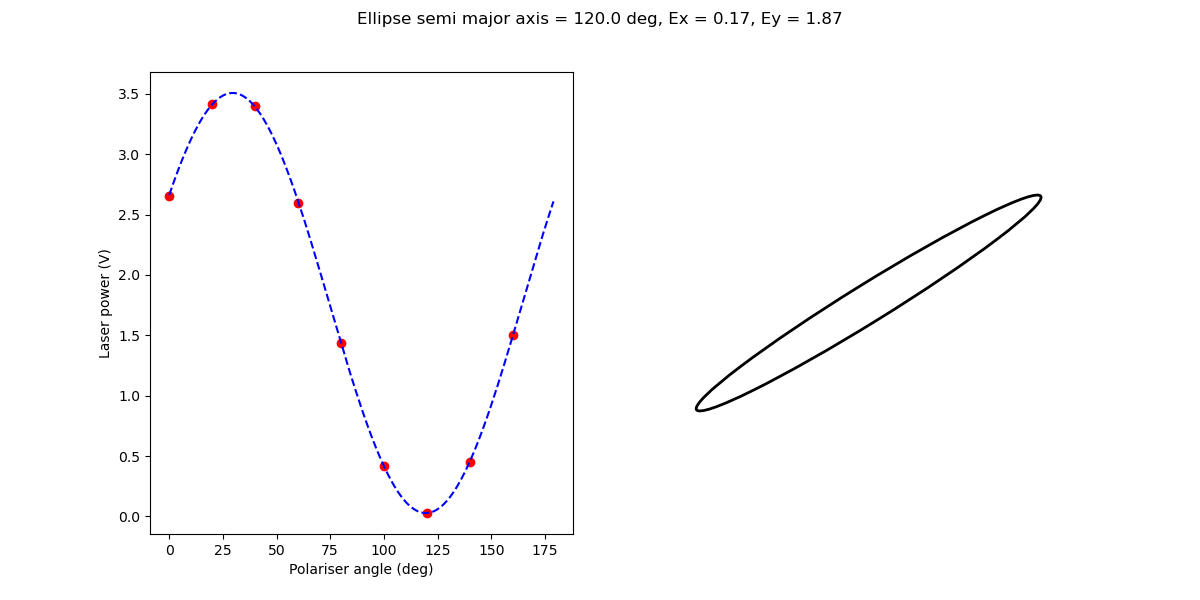 Ellipse semi major axis = 120.0 deg, Ex = 0.17, Ey = 1.87
3.5
3.0
2.5
2.0
1.5
1.0
0.5
0.0
Laser power (V)
0 25 50 75 100 125 150 175
Polariser angle (deg)